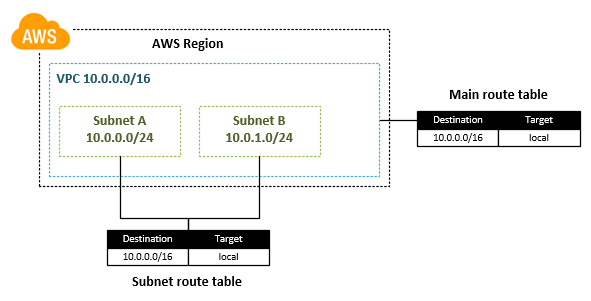 AWS
AWS Region
VPC 10.0.0.0/16
Subnet A
10.0.0.0/24
Subnet B
10.0.1.0/24
Main route table
Destination Target
10.0.0.0/16 local
Destination Target
10.0.0.0/16 local
Subnet route table